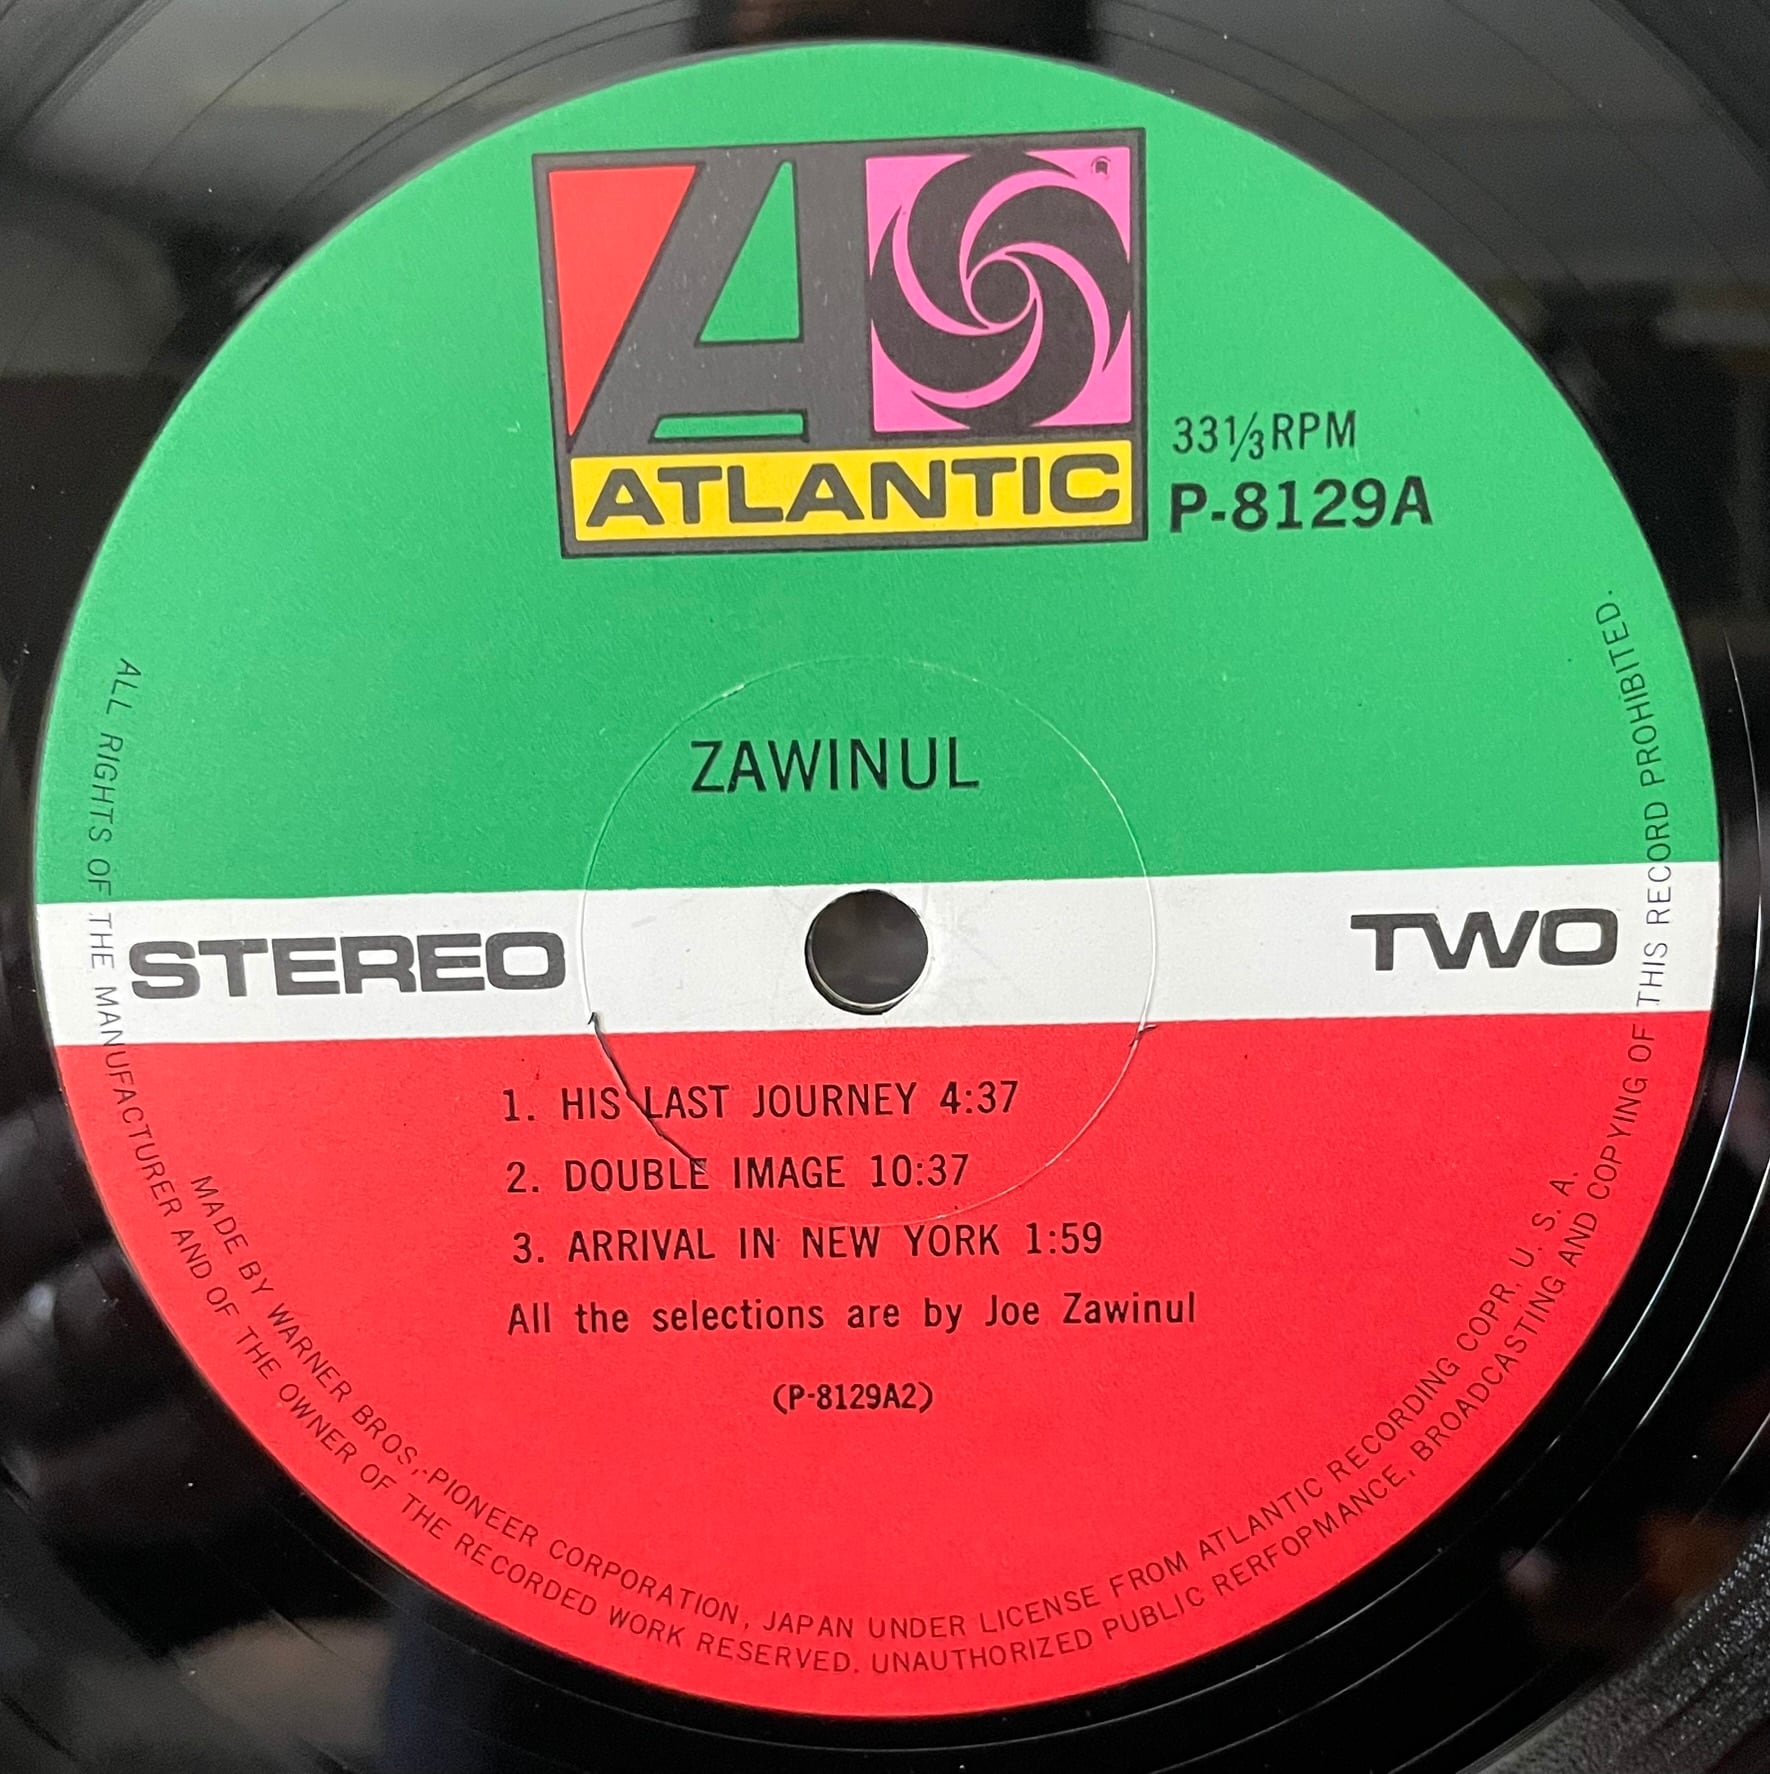 ATLANTIC
33⅓RPM
P-8129A
ZAWINUL
STEREO
TWO
1. HIS LAST JOURNEY 4:37
2. DOUBLE IMAGE 10:37
3. ARRIVAL IN NEW YORK 1:59
All the selections are by Joe Zawinul
(P-8129A2)
MADE BY WARNER BROS.-PIONEER CORPORATION, JAPAN UNDER LICENSE FROM ATLANTIC RECORDING COPR. U. S. A.
ALL RIGHTS OF THE MANUFACTURER AND OF THE OWNER OF THE RECORDED WORK RESERVED. UNAUTHORIZED PUBLIC RERFOPMANCE, BROADCASTING AND COPYING OF THIS RECORD PROHIBITED.